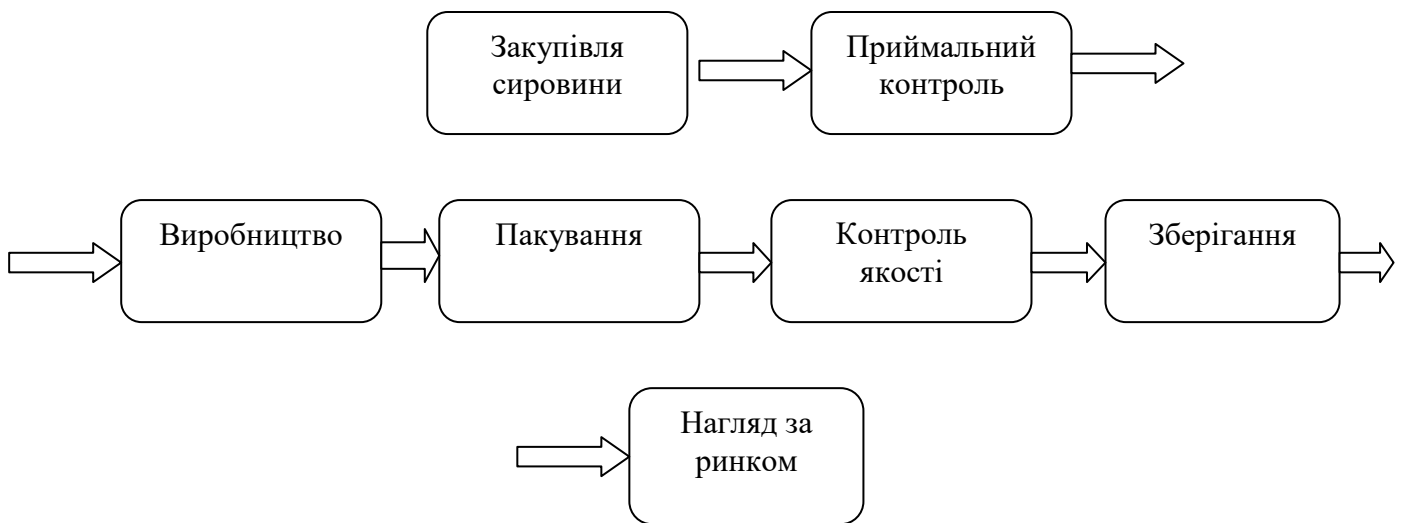 Закупівля
сировини
Приймальний
контроль
Виробництво
Пакування
Контроль
якості
Зберігання
Нагляд за
ринком